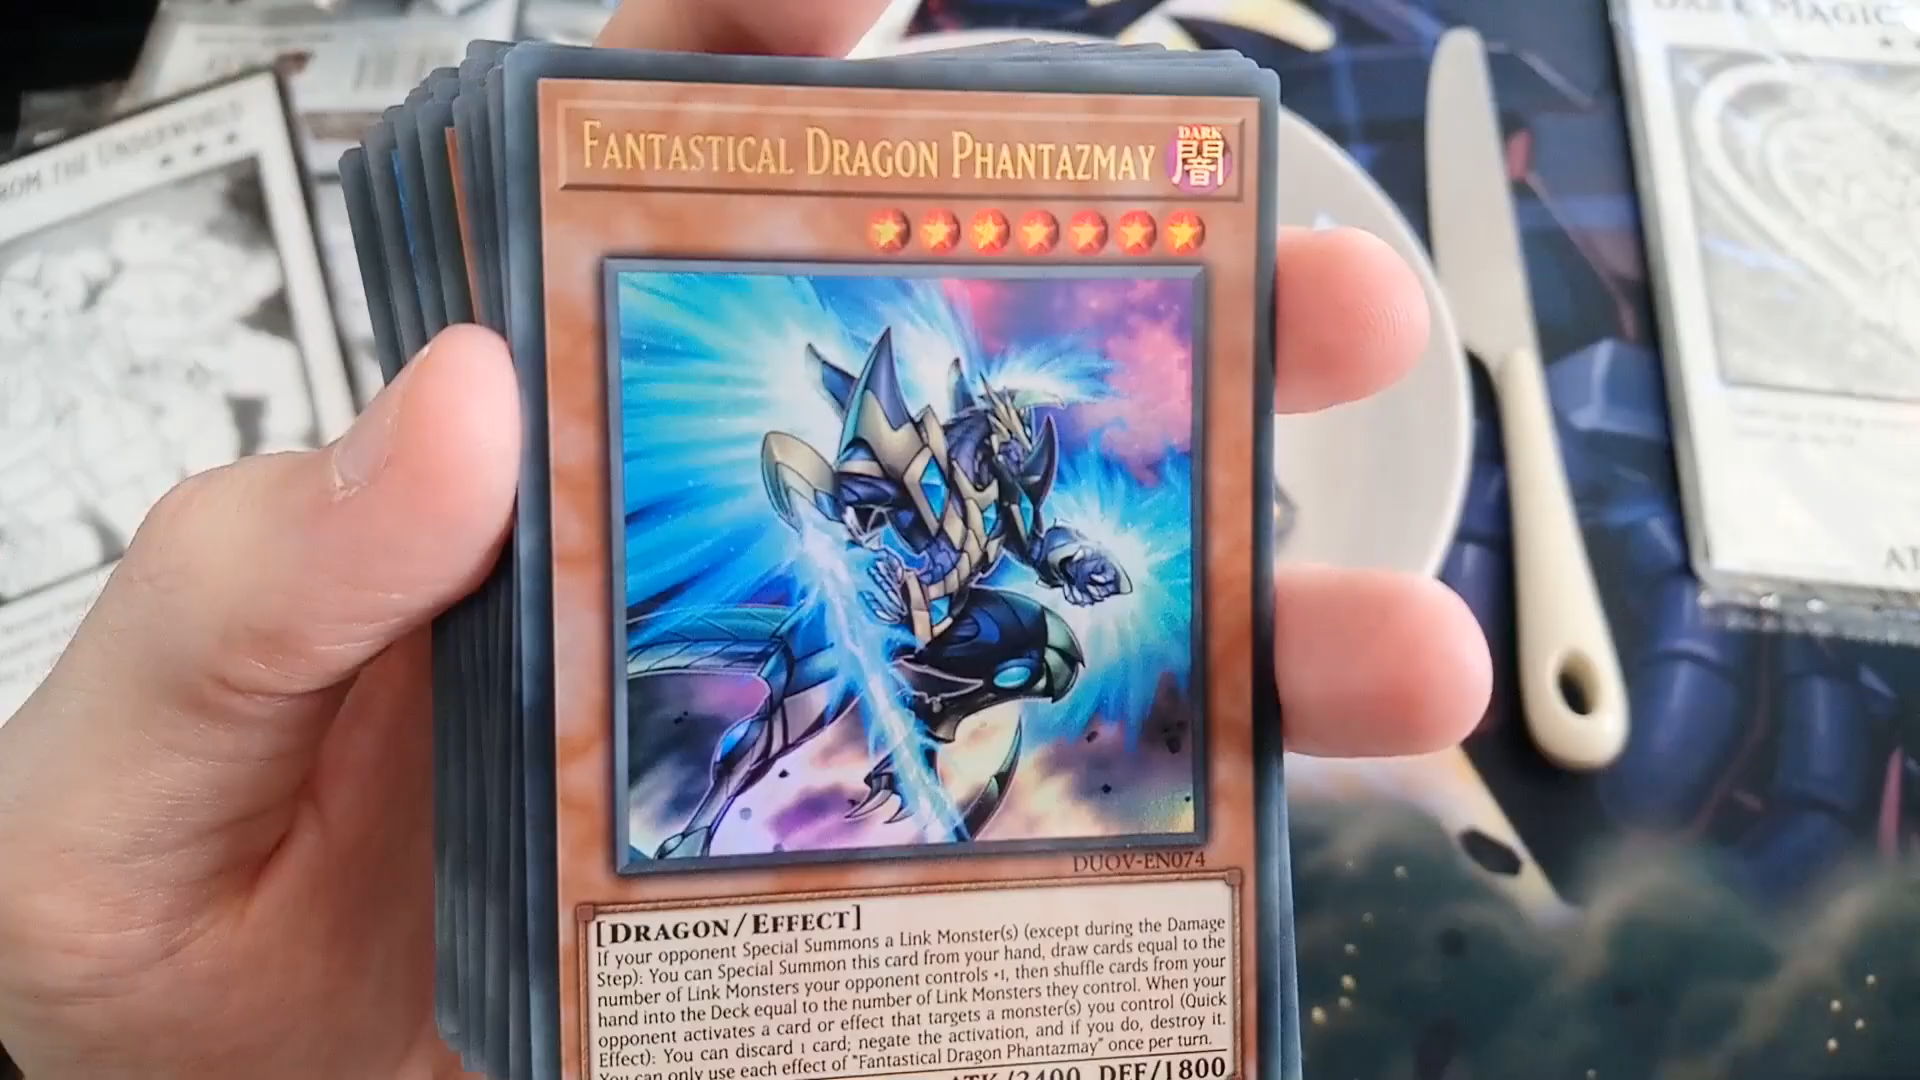 FANTASTICAL DRAGON PHANTAZMAY
DARK
闇
DUOV-EN074
[DRAGON/EFFECT]
If your opponent Special Summons a Link Monster(s) (except during the Damage
Step): You can Special Summon this card from your hand, draw cards equal to the
number of Link Monsters your opponent controls +1, then shuffle cards from your
hand into the Deck equal to the number of Link Monsters they control. When your
opponent activates a card or effect that targets a monster(s) you control (Quick
Effect): You can discard 1 card; negate the activation, and if you do, destroy it.
You can only use each effect of "Fantastical Dragon Phantazmay" once per turn.
ATK/2400 DEF/1800
ROM THE UNDERWORLD
DARK MAGIC